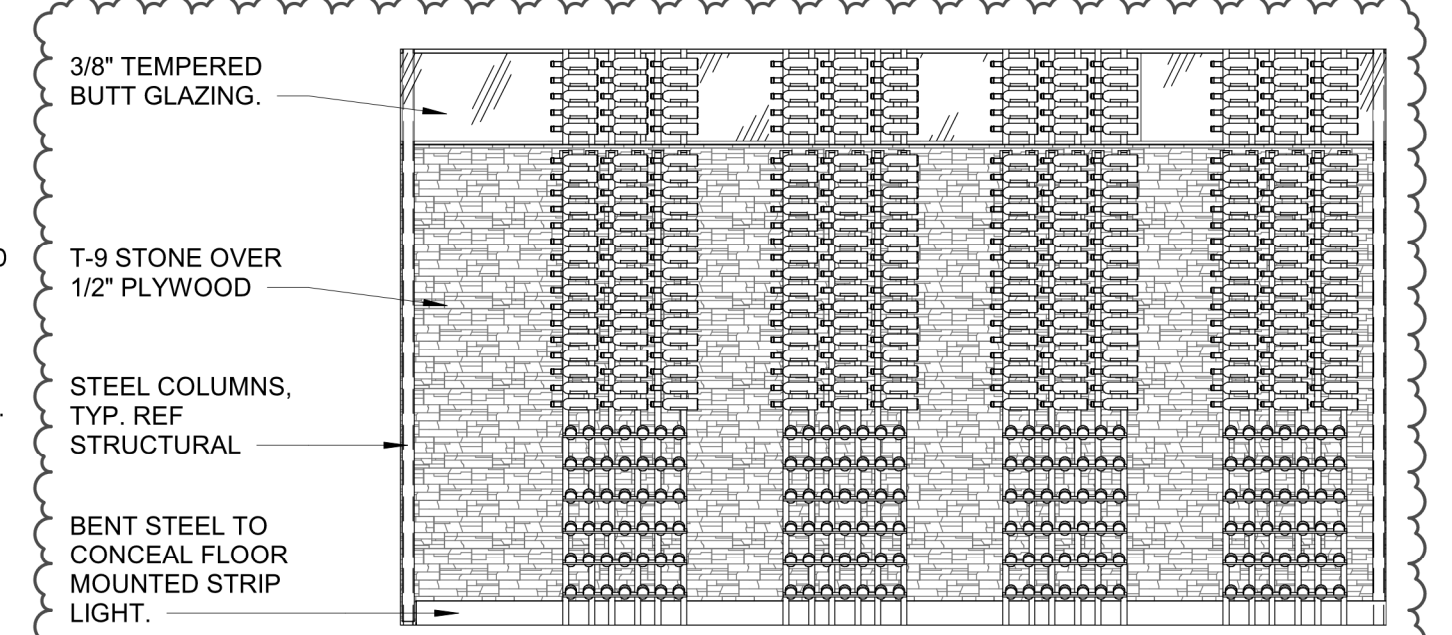 3/8" TEMPERED
BUTT GLAZING.
T-9 STONE OVER
1/2" PLYWOOD
STEEL COLUMNS,
TYP. REF
STRUCTURAL
BENT STEEL TO
CONCEAL FLOOR
MOUNTED STRIP
LIGHT.